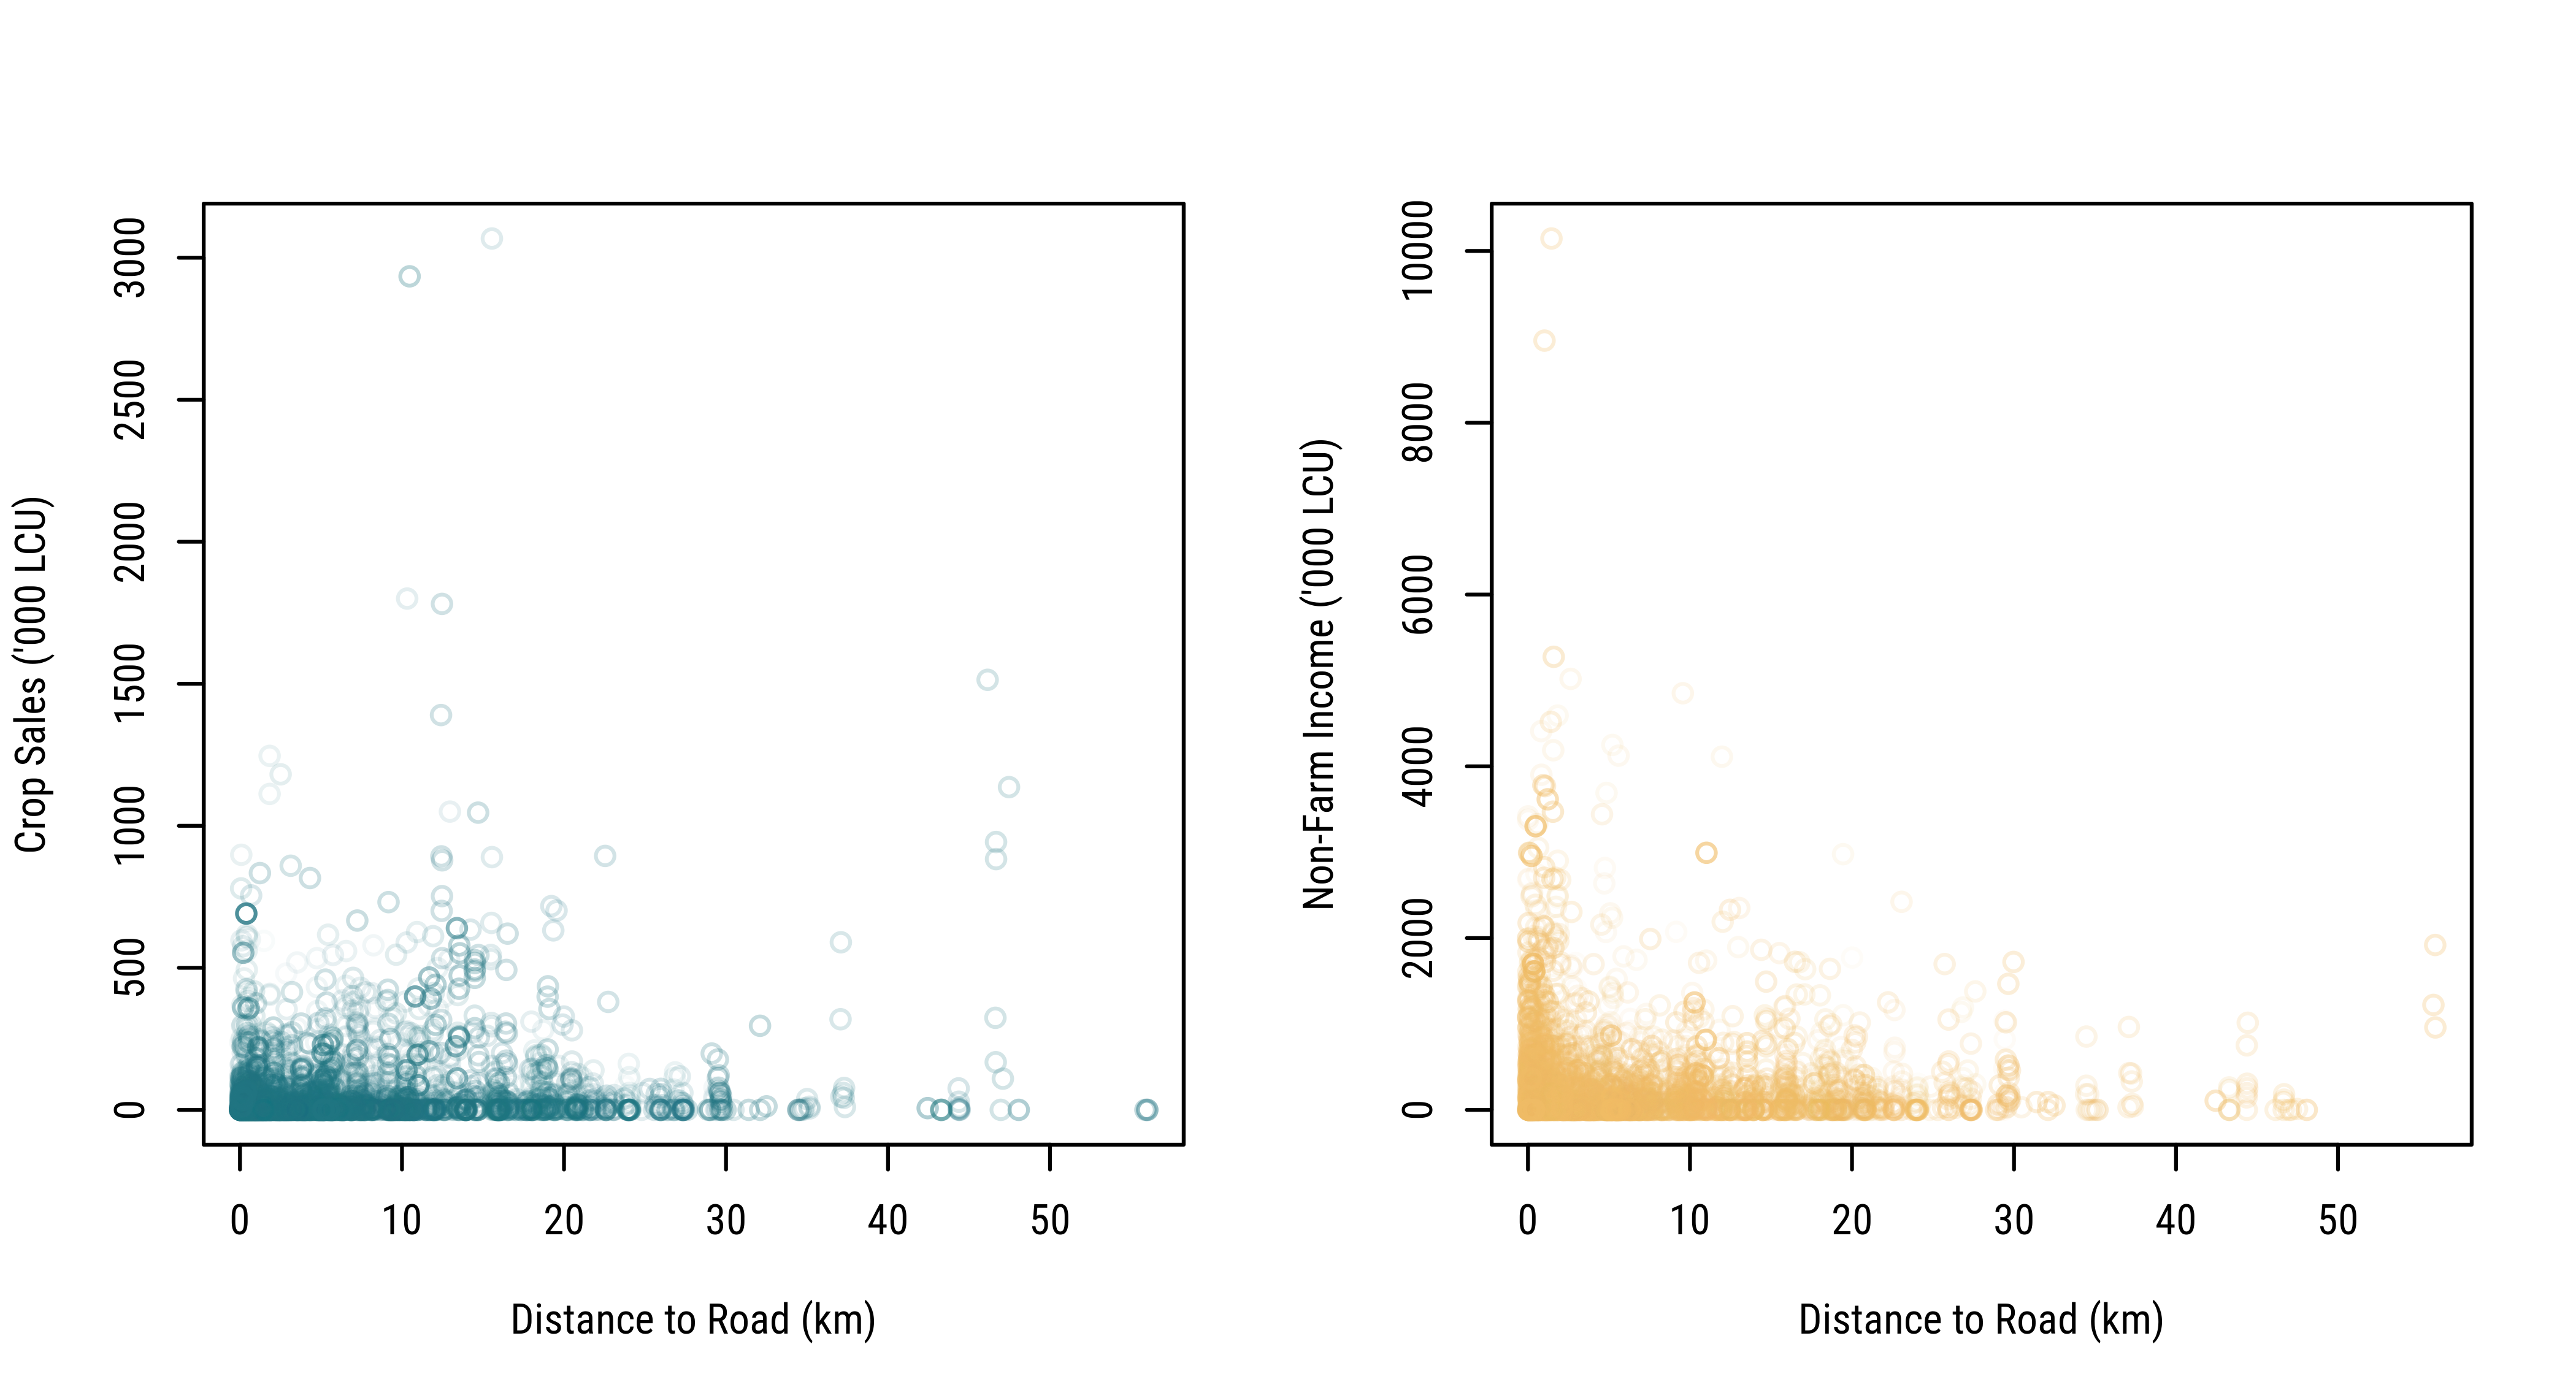 Crop Sales ('000 LCU)
3000
2500
2000
1500
1000
500
0
0 10 20 30 40 50
Distance to Road (km)
Non-Farm Income ('000 LCU)
10000
8000
6000
4000
2000
0
0 10 20 30 40 50
Distance to Road (km)